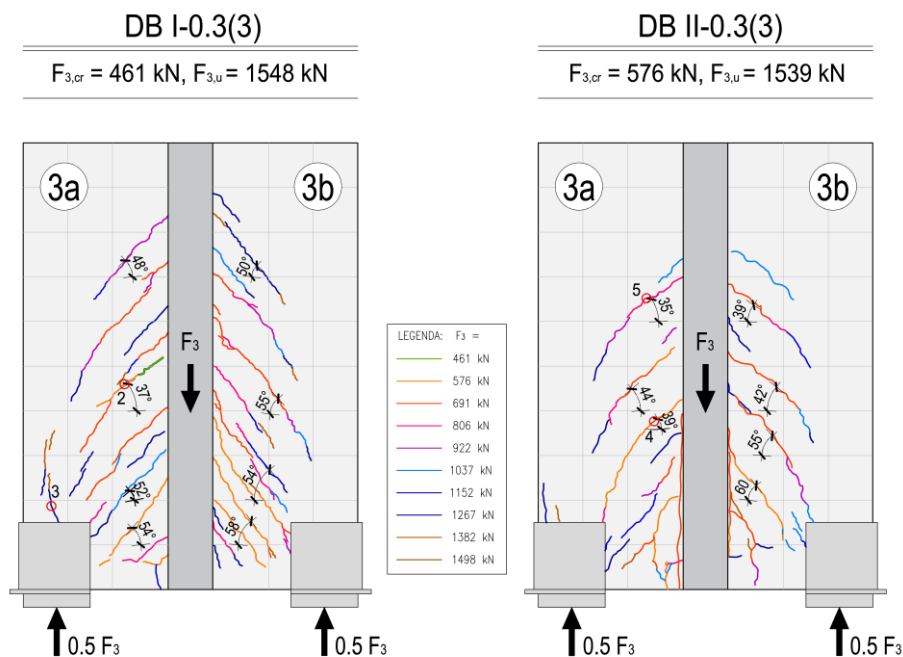 DB I-0.3(3)
F3,cr = 461 kN, F3,u = 1548 kN
3a
3b
48°
50°
F3
2
37°
55°
3
52°
54°
54°
58°
0.5 F3
0.5 F3
LEGENDA: F3 =
461 kN
576 kN
691 kN
806 kN
922 kN
1037 kN
1152 kN
1267 kN
1382 kN
1498 kN
DB II-0.3(3)
F3,cr = 576 kN, F3,u = 1539 kN
3a
3b
5
35°
39°
F3
44°
42°
39°
4
55°
60
0.5 F3
0.5 F3